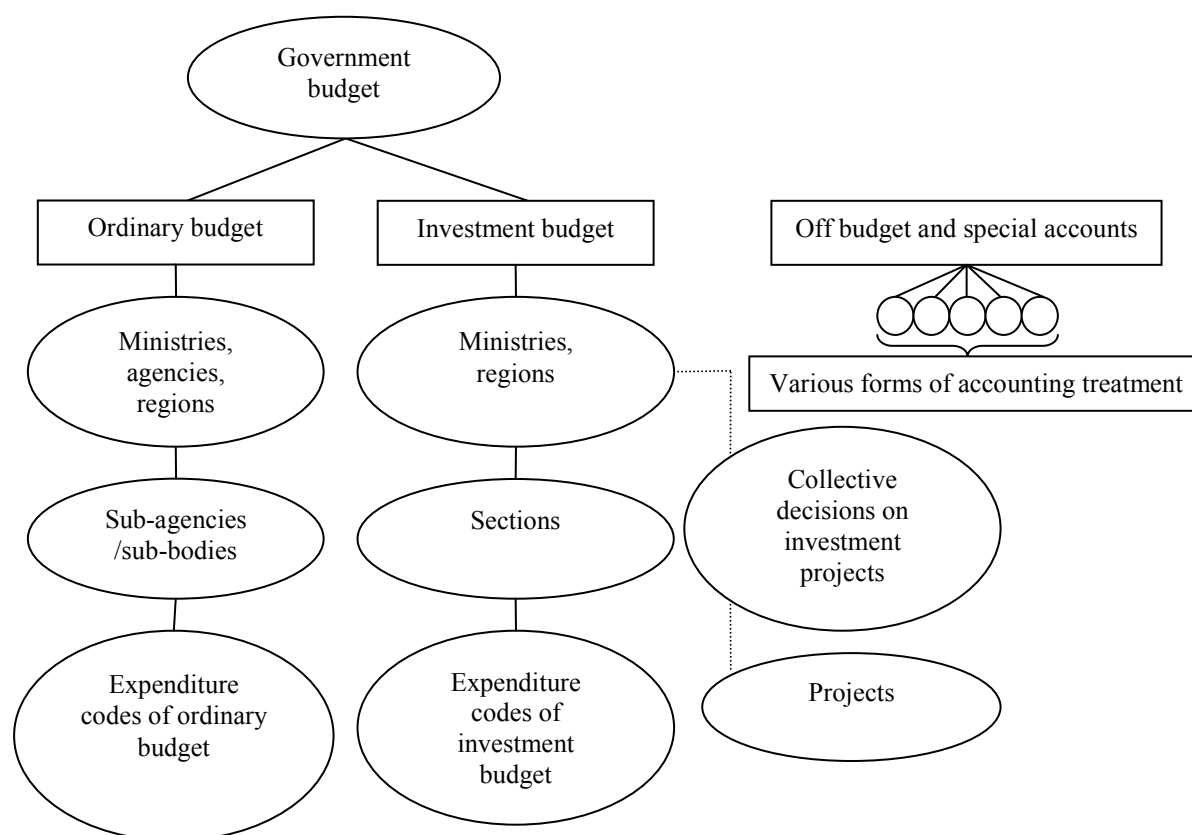 Government
budget
Ordinary budget
Investment budget
Off budget and special accounts
Ministries,
agencies,
regions
Ministries,
regions
Various forms of accounting treatment
Sub-agencies
/sub-bodies
Sections
Collective
decisions on
investment
projects
Expenditure
codes of ordinary
budget
Expenditure
codes of
investment
budget
Projects